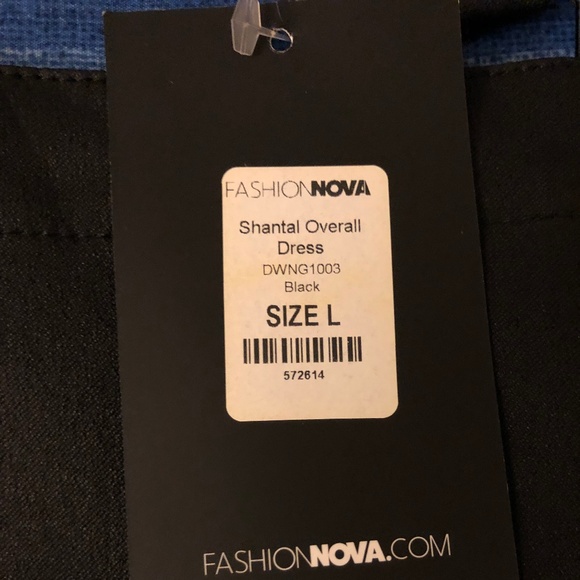 FASHIONNOVA
Shantal Overall
Dress
DWNG1003
Black
SIZE L
572614
FASHIONNOVA.COM